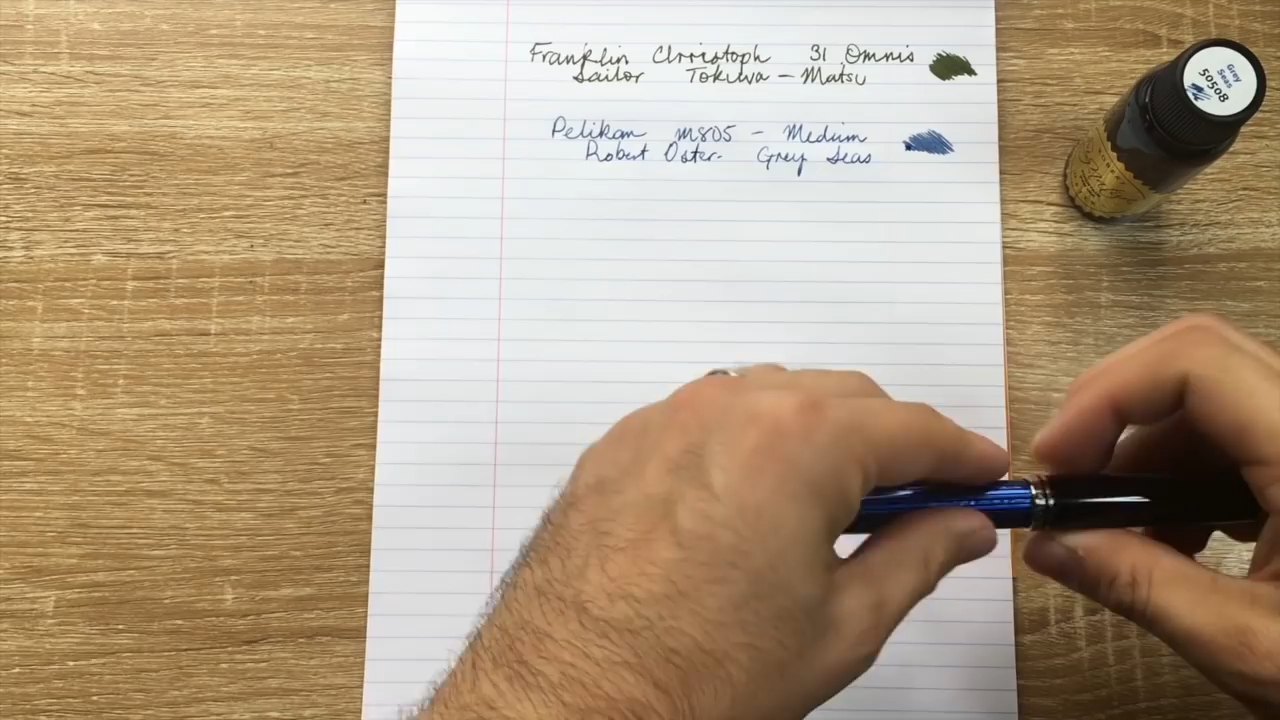 Franklin Christoph 31 Omnis
Sailor Tokiwa - Matsu
Pelikan M805 - Medium
Robert Oster - Grey Seas
Grey
Seas
50508